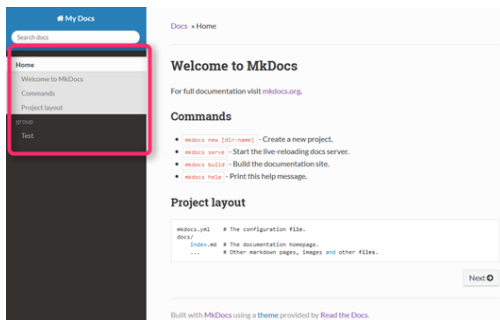 My Docs
Search docs
Home
Welcome to MkDocs
Commands
Project layout
group
Test
Docs » Home
Welcome to MkDocs
For full documentation visit mkdocs.org.
Commands
mkdocs new [dir-name] - Create a new project.
mkdocs serve - Start the live-reloading docs server.
mkdocs build - Build the documentation site.
mkdocs help - Print this help message.
Project layout
mkdocs.yml # The configuration file.
docs/
index.md # The documentation homepage.
... # Other markdown pages, images and other files.
Next
Built with MkDocs using a theme provided by Read the Docs.